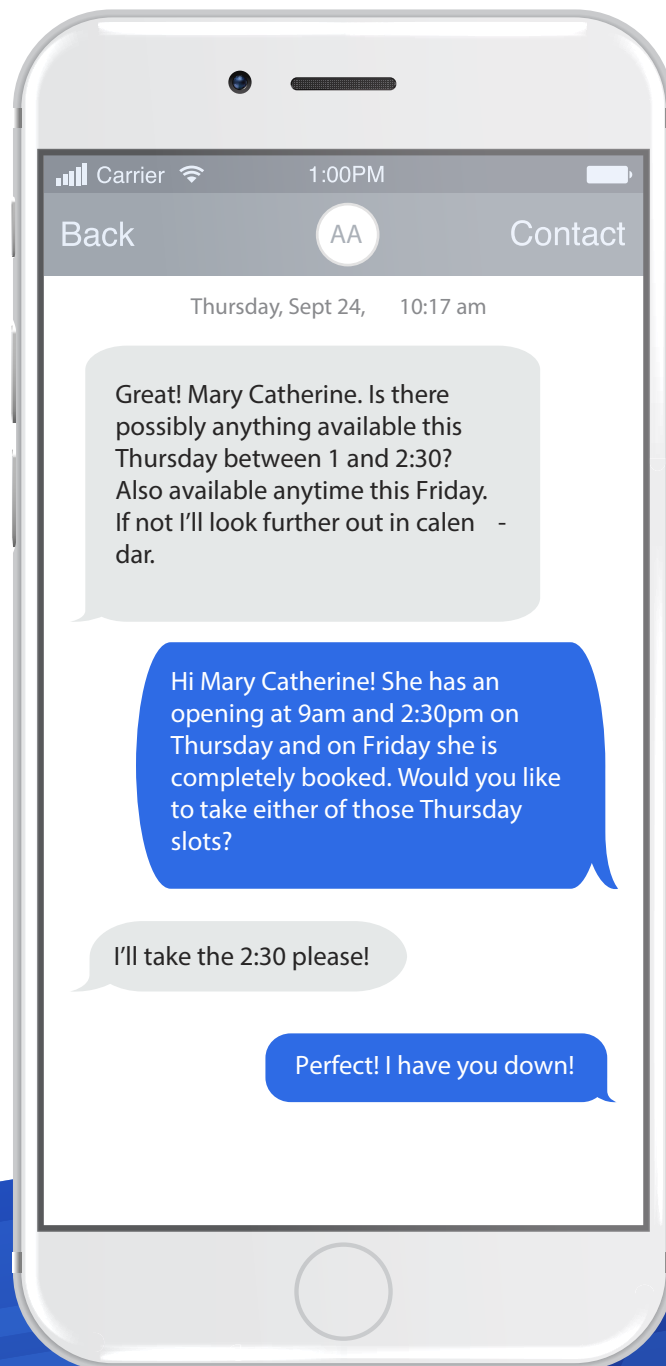 Carrier 1:00PM
Back AA Contact
Thursday, Sept 24, 10:17 am
Great! Mary Catherine. Is there
possibly anything available this
Thursday between 1 and 2:30?
Also available anytime this Friday.
If not I’ll look further out in calen -
dar.
Hi Mary Catherine! She has an
opening at 9am and 2:30pm on
Thursday and on Friday she is
completely booked. Would you like
to take either of those Thursday
slots?
I’ll take the 2:30 please!
Perfect! I have you down!